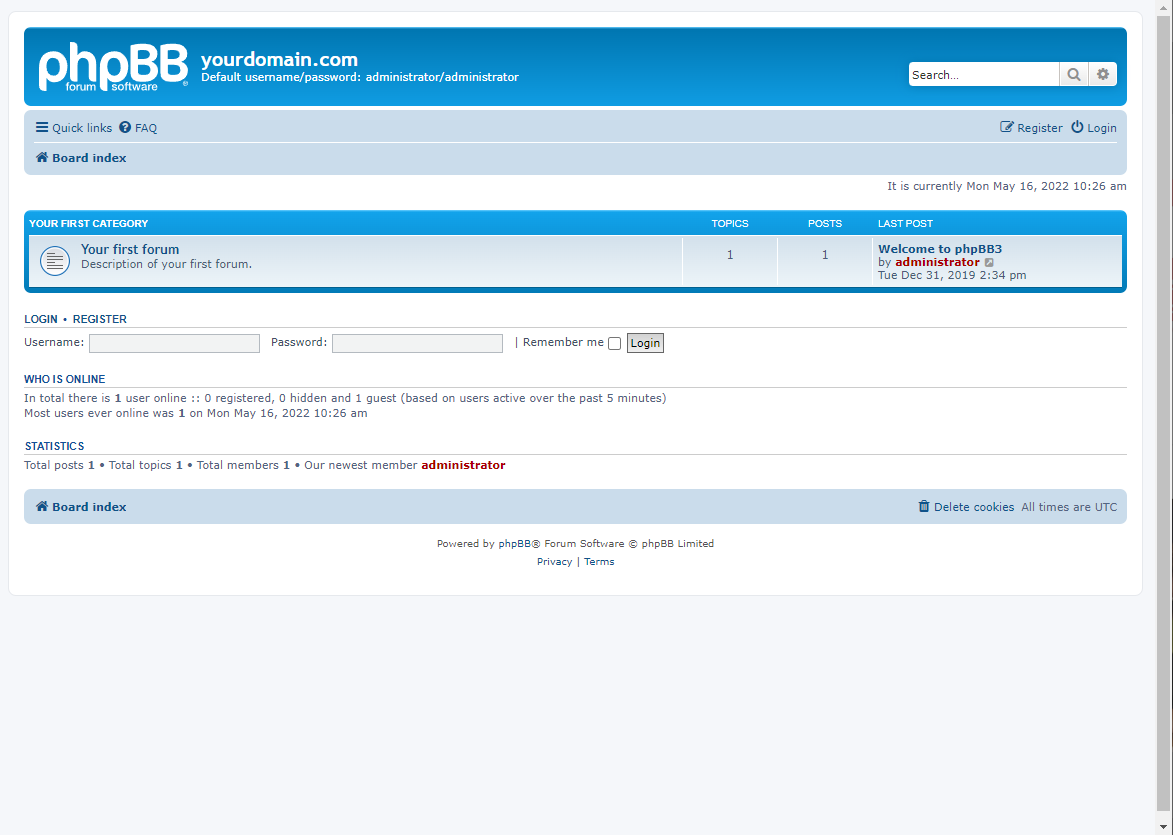 phpBB®
forum software
yourdomain.com
Default username/password: administrator/administrator
Search…
Quick links FAQ
Register Login
Board index
It is currently Mon May 16, 2022 10:26 am
YOUR FIRST CATEGORY TOPICS POSTS LAST POST
Your first forum
Description of your first forum.
1 1
Welcome to phpBB3
by administrator
Tue Dec 31, 2019 2:34 pm
LOGIN • REGISTER
Username: Password: | Remember me Login
WHO IS ONLINE
In total there is 1 user online :: 0 registered, 0 hidden and 1 guest (based on users active over the past 5 minutes)
Most users ever online was 1 on Mon May 16, 2022 10:26 am
STATISTICS
Total posts 1 • Total topics 1 • Total members 1 • Our newest member administrator
Board index
Delete cookies All times are UTC
Powered by phpBB® Forum Software © phpBB Limited
Privacy | Terms